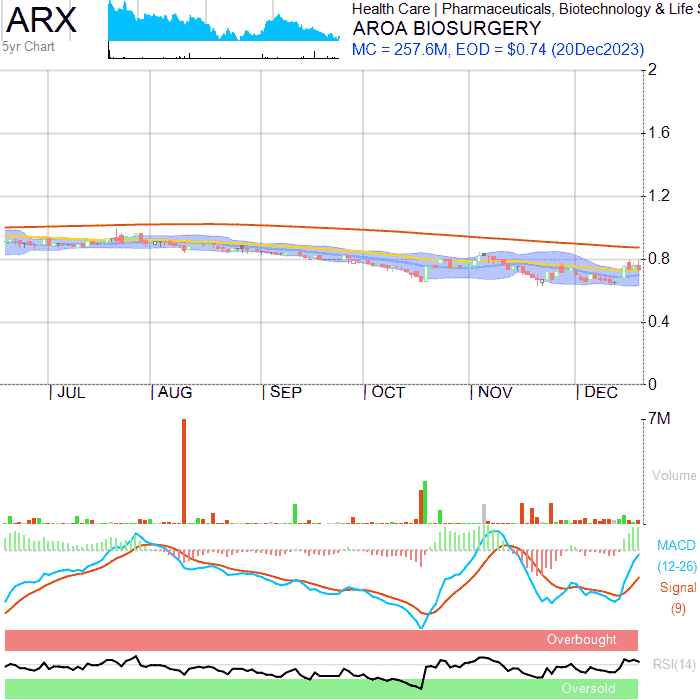 ARX
5yr Chart
Health Care | Pharmaceuticals, Biotechnology & Life S
AROA BIOSURGERY
MC = 257.6M, EOD = $0.74 (20Dec2023)
2
1.6
1.2
0.8
0.4
0
JUL AUG SEP OCT NOV DEC
7M
Volume
MACD
(12-26)
Signal
(9)
Overbought
RSI(14)
Oversold